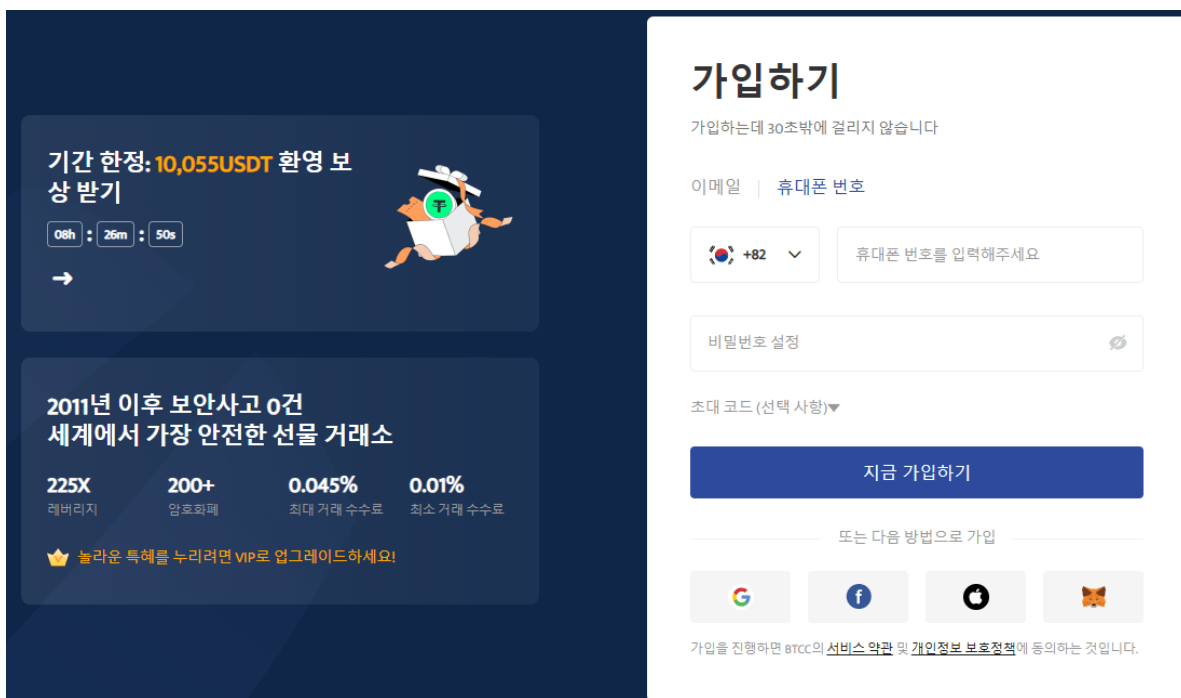 기간 한정: 10,055USDT 환영 보
상 받기
08h : 26m : 50s
2011년 이후 보안사고 0건
세계에서 가장 안전한 선물 거래소
225X 200+ 0.045% 0.01%
레버리지 암호화폐 최대 거래 수수료 최소 거래 수수료
놀라운 특혜를 누리려면 VIP로 업그레이드하세요!
가입하기
가입하는데 30초밖에 걸리지 않습니다
이메일 | 휴대폰 번호
+82 휴대폰 번호를 입력해주세요
비밀번호 설정
초대 코드 (선택 사항)▼
지금 가입하기
또는 다음 방법으로 가입
가입을 진행하면 BTCC의 서비스 약관 및 개인정보 보호정책에 동의하는 것입니다.